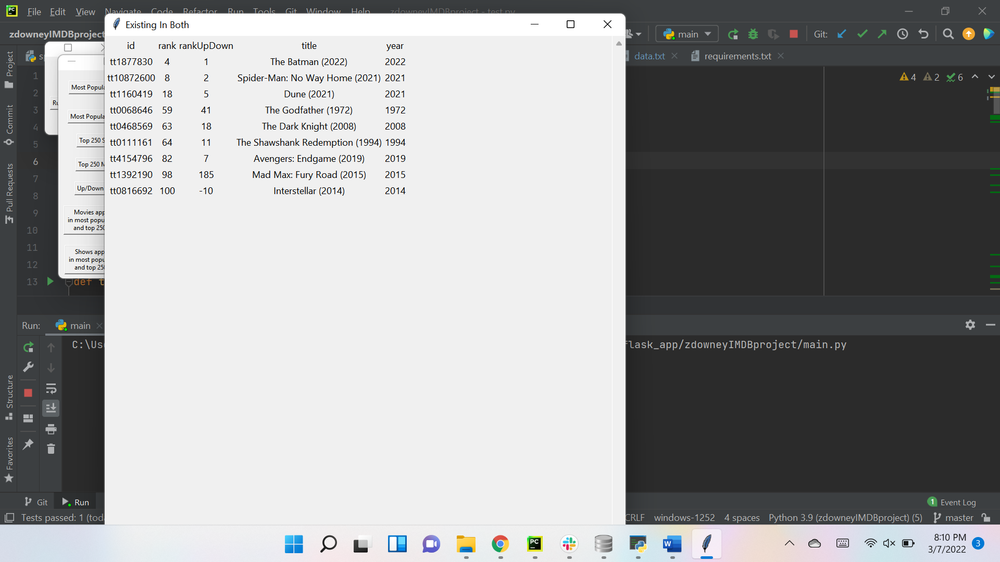 File Edit View Navigate Code Refactor Run Tools Git Window Help zdowneyIMDBproject - test.py
zdowneyIMDBproject
main
Git:
data.txt
requirements.txt
4 2 6
Project
Commit
Pull Requests
Structure
Favorites
1
2
3
4
5
6
7
8
9
10
11
12
13
def t
Most Popula
Most Popula
Top 250 S
Top 250 M
Up/Down
Movies app
in most popu
and top 250
Shows app
in most popu
and top 250
Existing In Both
id rank rankUpDown title year
tt1877830 4 1 The Batman (2022) 2022
tt10872600 8 2 Spider-Man: No Way Home (2021) 2021
tt1160419 18 5 Dune (2021) 2021
tt0068646 59 41 The Godfather (1972) 1972
tt0468569 63 18 The Dark Knight (2008) 2008
tt0111161 64 11 The Shawshank Redemption (1994) 1994
tt4154796 82 7 Avengers: Endgame (2019) 2019
tt1392190 98 185 Mad Max: Fury Road (2015) 2015
tt0816692 100 -10 Interstellar (2014) 2014
Run: main
C:\Us
flask_app/zdowneyIMDBproject/main.py
Git Run
1 Event Log
Tests passed: 1 (tod
CRLF windows-1252 4 spaces Python 3.9 (zdowneyIMDBproject) (5) master
8:10 PM
3/7/2022
3